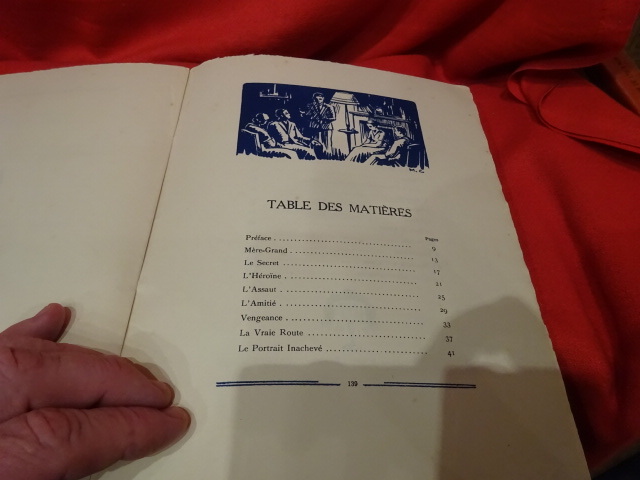 TABLE DES MATIÈRES
Pages
Préface . . . . . . . . . . . . . . . . . . . . . . . . . . . . . . 9
Mère-Grand . . . . . . . . . . . . . . . . . . . . . . . . . . . 13
Le Secret . . . . . . . . . . . . . . . . . . . . . . . . . . . . . 17
L'Héroïne . . . . . . . . . . . . . . . . . . . . . . . . . . . . . 21
L'Assaut . . . . . . . . . . . . . . . . . . . . . . . . . . . . . . 25
L'Amitié . . . . . . . . . . . . . . . . . . . . . . . . . . . . . . 29
Vengeance . . . . . . . . . . . . . . . . . . . . . . . . . . . . . 33
La Vraie Route . . . . . . . . . . . . . . . . . . . . . . . . . . 37
Le Portrait Inachevé . . . . . . . . . . . . . . . . . . . . . . 41
139